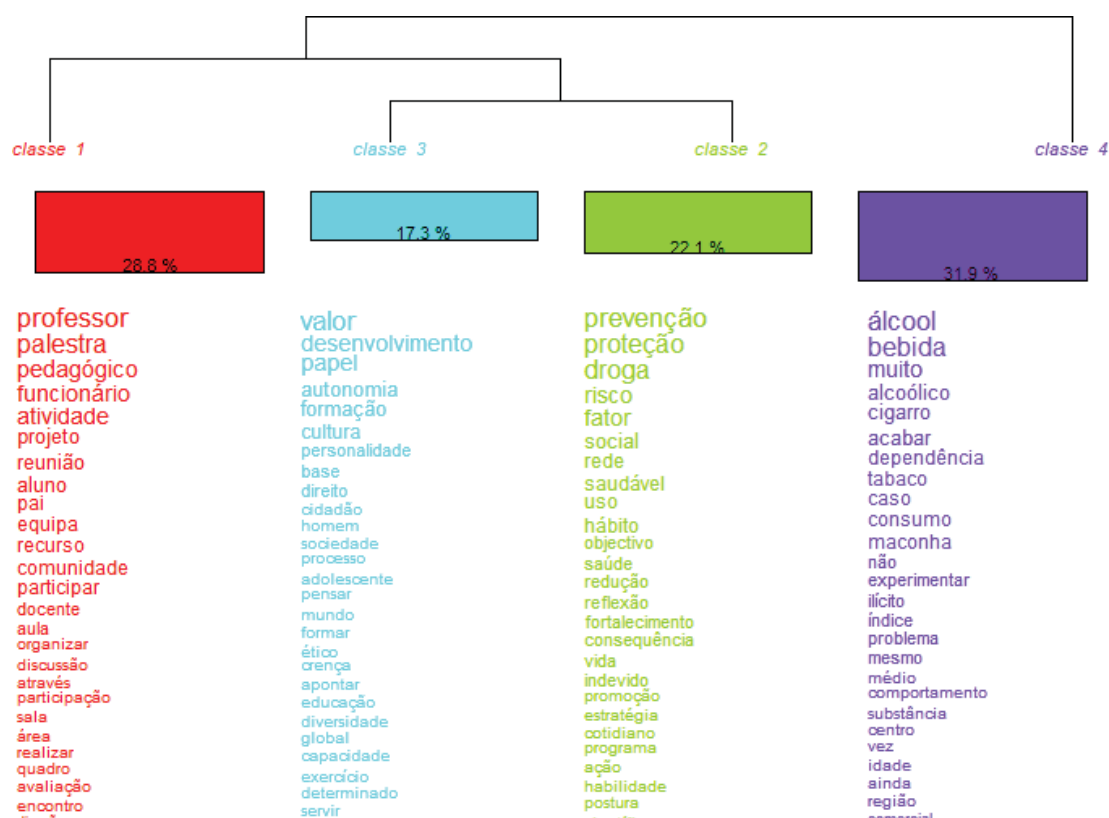 classe 1
classe 3
classe 2
classe 4
28.8 %
17.3 %
22.1 %
31.9 %
professor
palestra
pedagógico
funcionário
atividade
projeto
reunião
aluno
pai
equipa
recurso
comunidade
participar
docente
aula
organizar
discussão
através
participação
sala
área
realizar
quadro
avaliação
encontro
valor
desenvolvimento
papel
autonomia
formação
cultura
personalidade
base
direito
cidadão
homem
sociedade
processo
adolescente
pensar
mundo
formar
ético
crença
apontar
educação
diversidade
global
capacidade
exercício
determinado
servir
prevenção
proteção
droga
risco
fator
social
rede
saudável
uso
hábito
objectivo
saúde
redução
reflexão
fortalecimento
consequência
vida
indevido
promoção
estratégia
cotidiano
programa
ação
habilidade
postura
álcool
bebida
muito
alcoólico
cigarro
acabar
dependência
tabaco
caso
consumo
maconha
não
experimentar
ilícito
índice
problema
mesmo
médio
comportamento
substância
centro
vez
idade
ainda
região
comercial